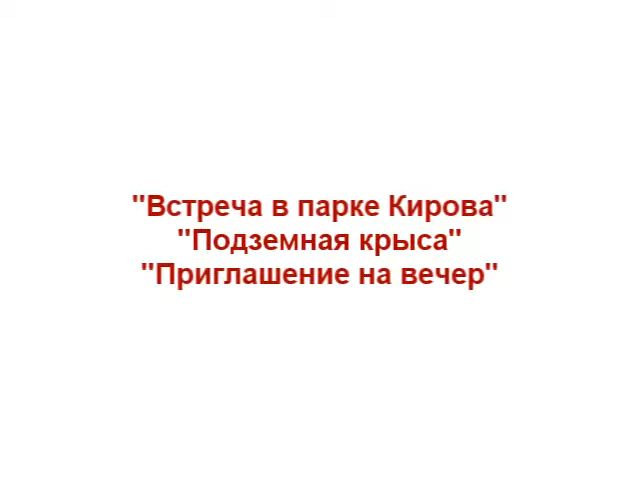 "Встреча в парке Кирова"
"Подземная крыса"
"Приглашение на вечер"